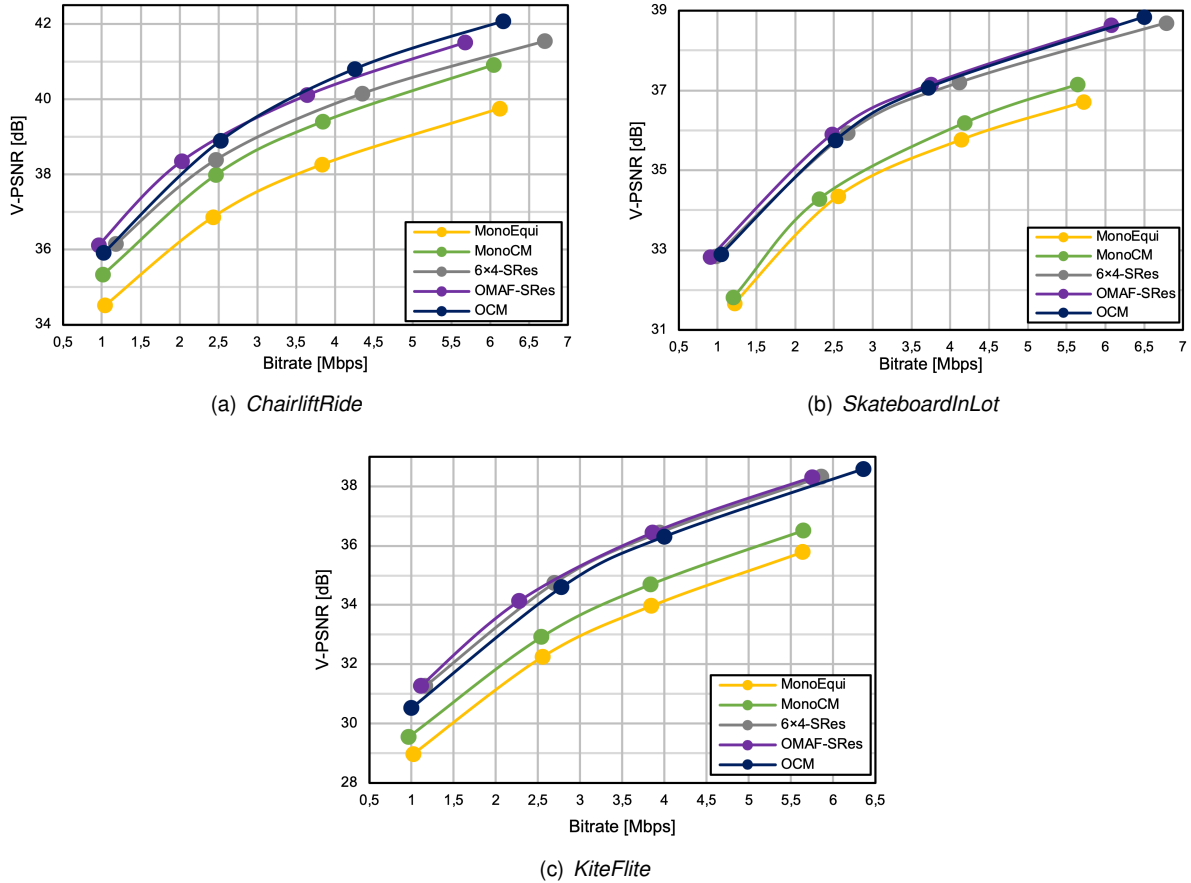 42
40
38
36
34
V-PSNR [dB]
0,5 1 1,5 2 2,5 3 3,5 4 4,5 5 5,5 6 6,5 7
Bitrate [Mbps]
MonoEqui
MonoCM
6×4-SRes
OMAF-SRes
OCM
(a) ChairliftRide
39
37
35
33
31
V-PSNR [dB]
0,5 1 1,5 2 2,5 3 3,5 4 4,5 5 5,5 6 6,5 7
Bitrate [Mbps]
MonoEqui
MonoCM
6×4-SRes
OMAF-SRes
OCM
(b) SkateboardInLot
38
36
34
32
30
28
V-PSNR [dB]
0,5 1 1,5 2 2,5 3 3,5 4 4,5 5 5,5 6 6,5
Bitrate [Mbps]
MonoEqui
MonoCM
6×4-SRes
OMAF-SRes
OCM
(c) KiteFlite